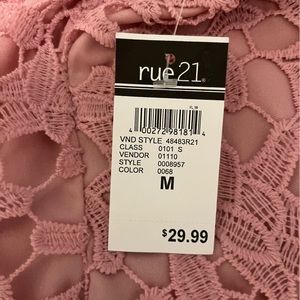 rue21
4 00272 98181 4
VND STYLE 48483R21
CLASS 0101 S
VENDOR 01110
STYLE 0008957
COLOR 0068
M
$29.99